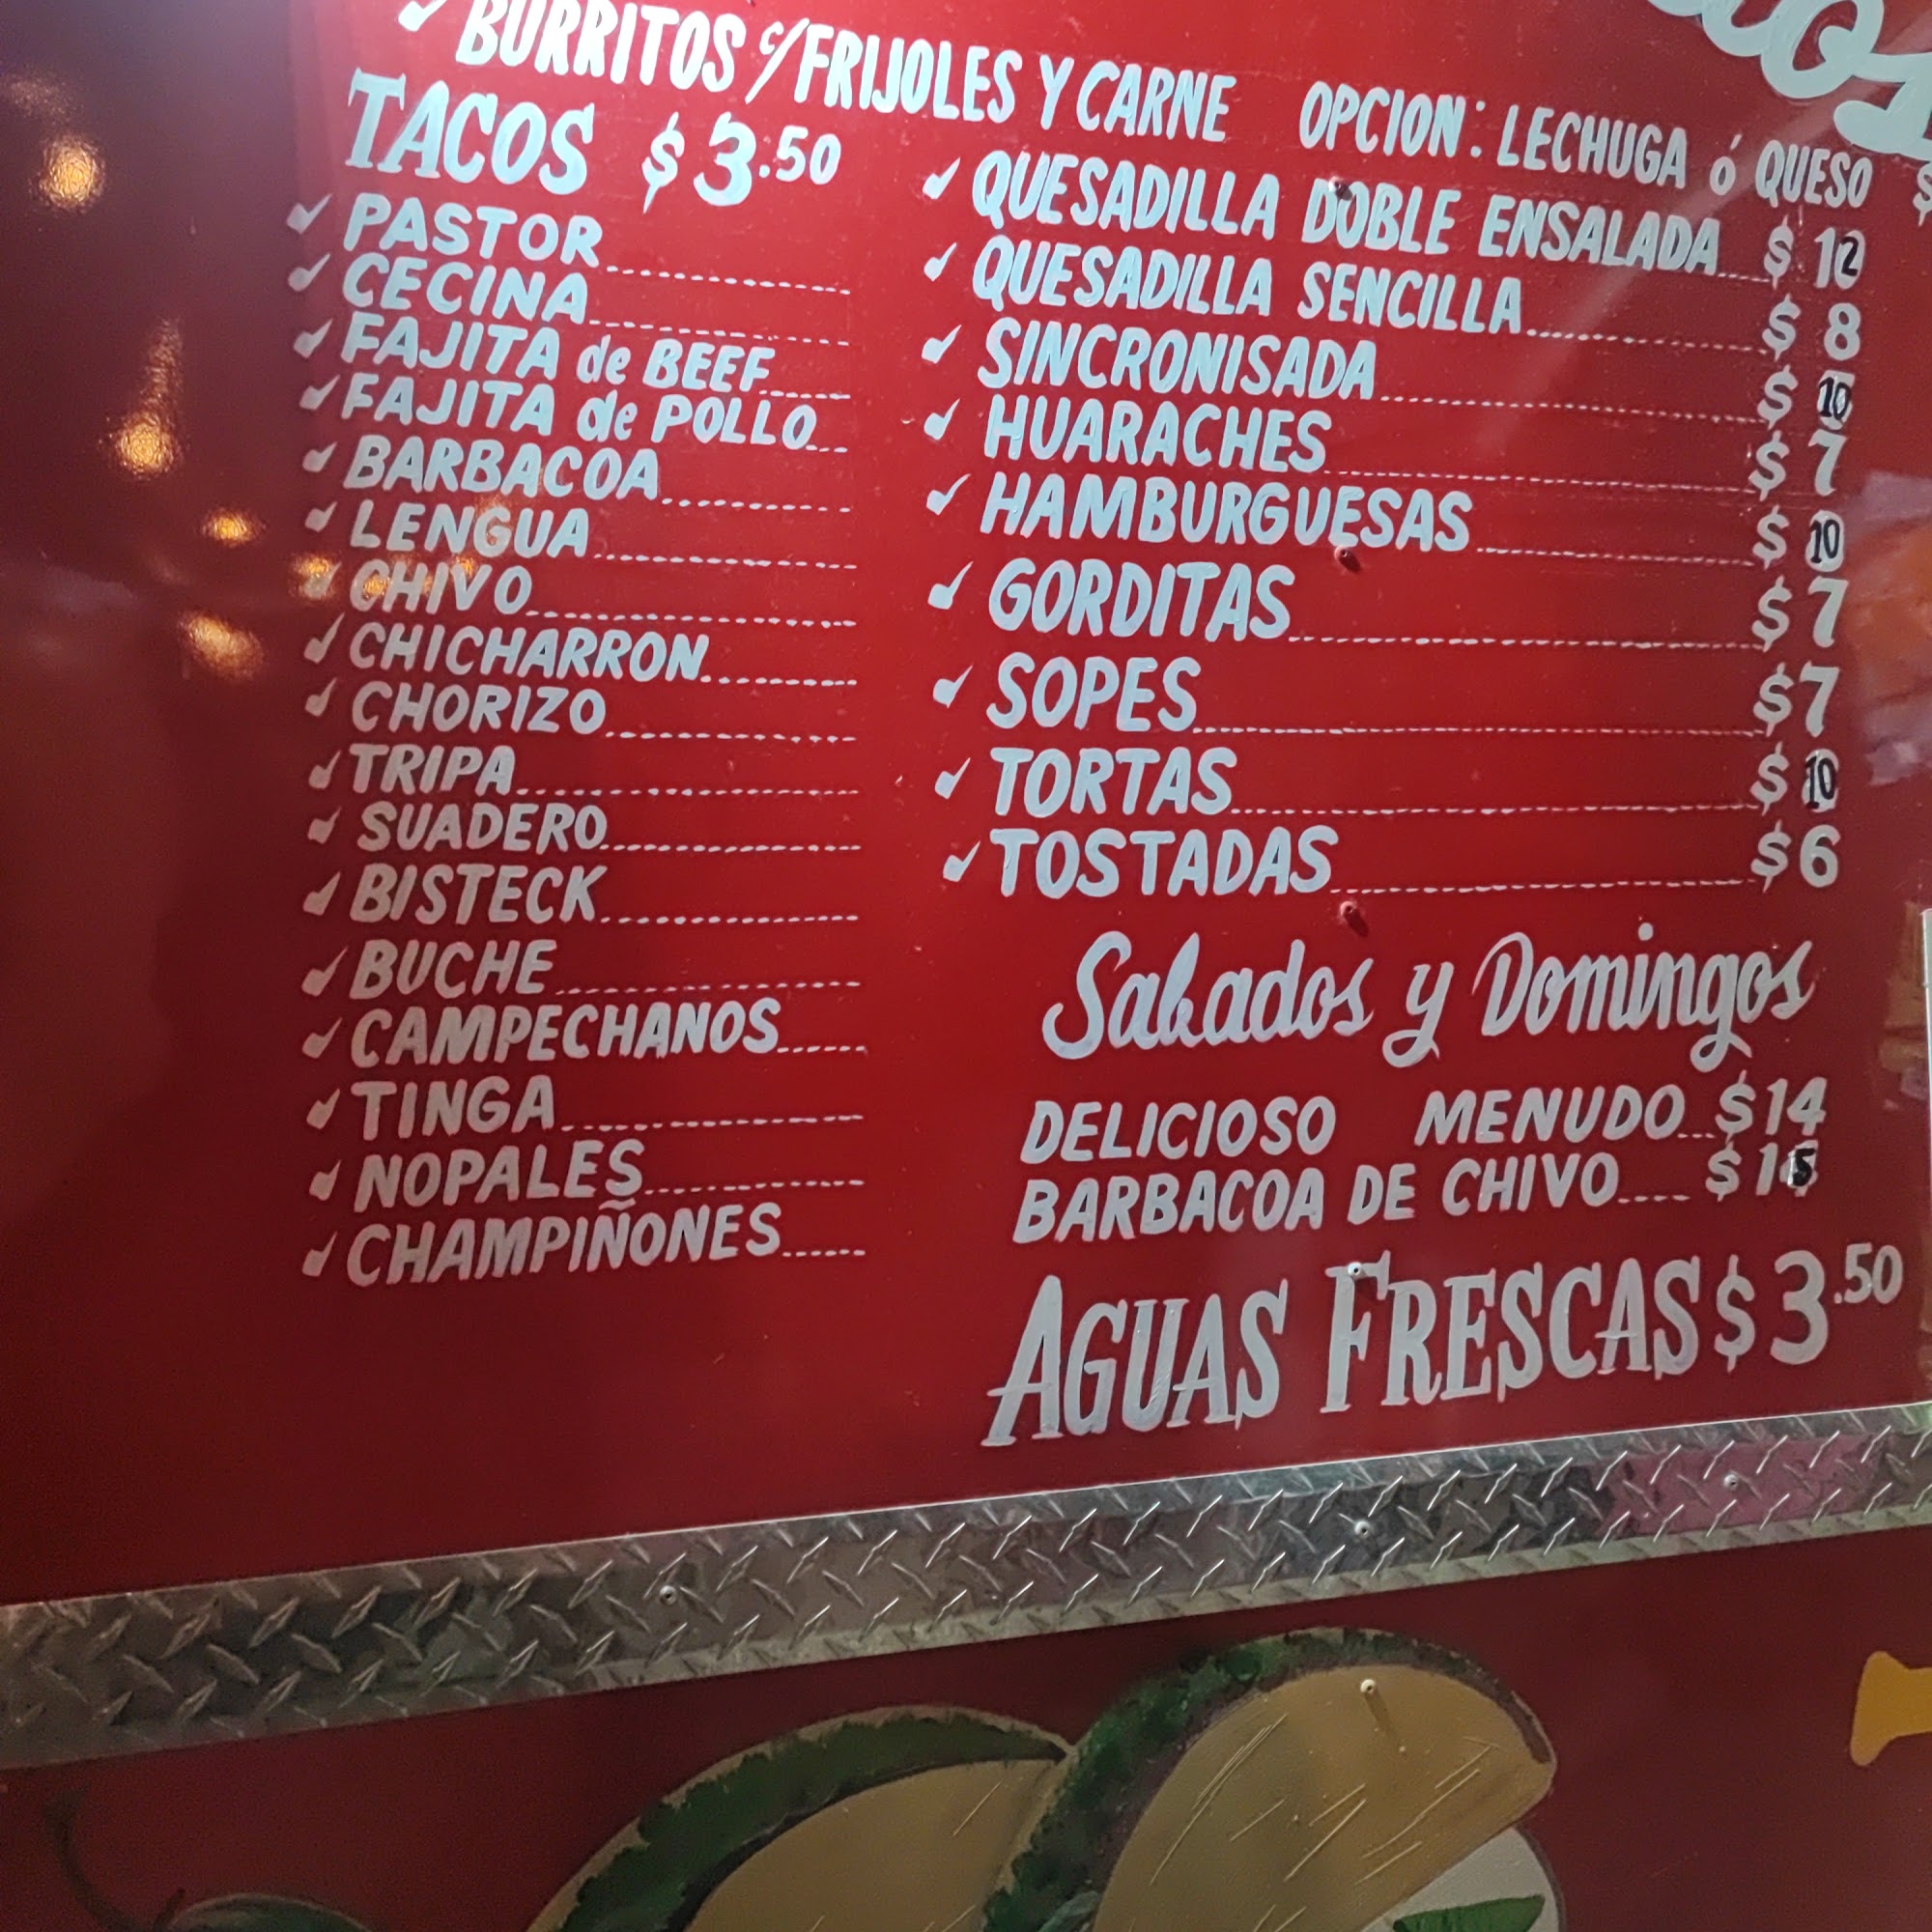 BURRITOS c/FRIJOLES Y CARNE OPCION: LECHUGA ó QUESO $
TACOS $3.50
PASTOR
CECINA
FAJITA de BEEF
FAJITA de POLLO
BARBACOA
LENGUA
CHIVO
CHICHARRON
CHORIZO
TRIPA
SUADERO
BISTECK
BUCHE
CAMPECHANOS
TINGA
NOPALES
CHAMPIÑONES
QUESADILLA DOBLE ENSALADA $12
QUESADILLA SENCILLA $8
SINCRONISADA $10
HUARACHES $7
HAMBURGUESAS $10
GORDITAS $7
SOPES $7
TORTAS $10
TOSTADAS $6
Sabados y Domingos
DELICIOSO MENUDO $14
BARBACOA DE CHIVO $15
AGUAS FRESCAS $3.50